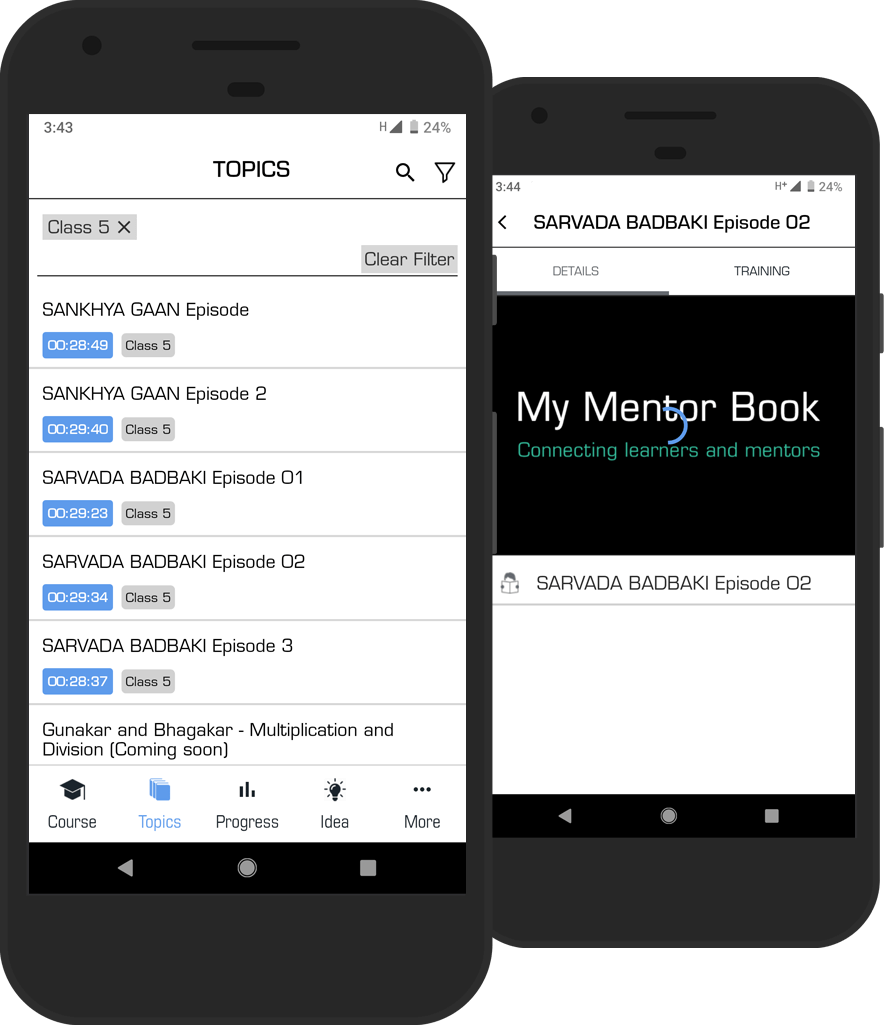 3:43
H 24%
TOPICS
Class 5
Clear Filter
SANKHYA GAAN Episode
00:28:49 Class 5
SANKHYA GAAN Episode 2
00:29:40 Class 5
SARVADA BADBAKI Episode 01
00:29:23 Class 5
SARVADA BADBAKI Episode 02
00:29:34 Class 5
SARVADA BADBAKI Episode 3
00:28:37 Class 5
Gunakar and Bhagakar - Multiplication and
Division (Coming soon)
Course Topics Progress Idea More
3:44
H+ 24%
SARVADA BADBAKI Episode 02
DETAILS TRAINING
My Mentor Book
Connecting learners and mentors
SARVADA BADBAKI Episode 02